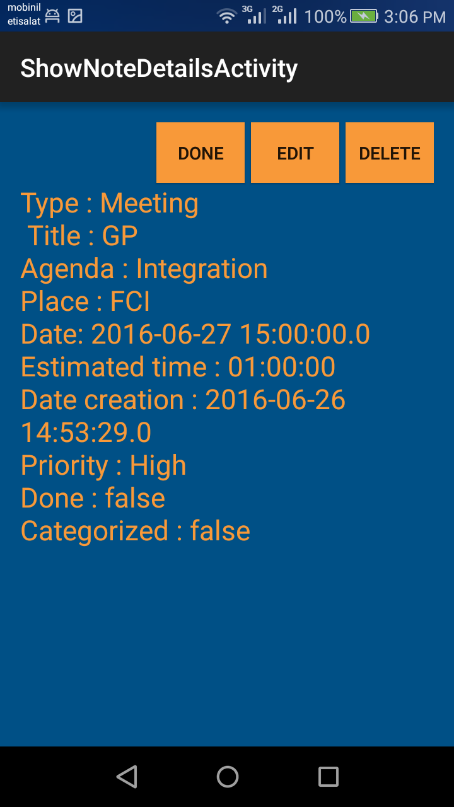 mobinil
etisalat
3G 2G 100% 3:06 PM
ShowNoteDetailsActivity
DONE EDIT DELETE
Type : Meeting
Title : GP
Agenda : Integration
Place : FCI
Date: 2016-06-27 15:00:00.0
Estimated time : 01:00:00
Date creation : 2016-06-26
14:53:29.0
Priority : High
Done : false
Categorized : false